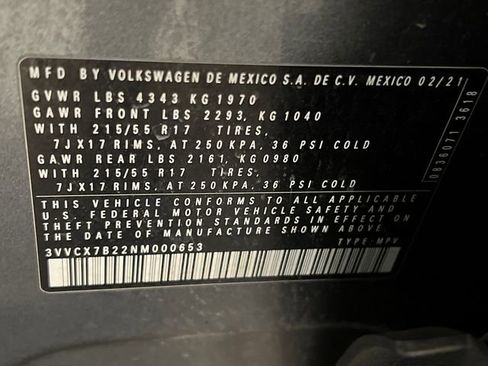 MFD BY VOLKSWAGEN DE MEXICO S.A. DE C.V. MEXICO 02/21
GVWR LBS 4343 KG 1970
GAWR FRONT LBS 2293, KG 1040
WITH 215/55 R17 TIRES,
7JX17 RIMS, AT 250 KPA, 36 PSI COLD
GAWR REAR LBS 2161, KG0980
WITH 215/55 R17 TIRES,
7JX17 RIMS, AT 250 KPA, 36 PSI COLD
THIS VEHICLE CONFORMS TO ALL APPLICABLE
U.S. FEDERAL MOTOR VEHICLE SAFETY AND
THEFT PREVENTION STANDARDS IN EFFECT ON
THE DATE OF MANUFACTURE SHOWN ABOVE
3VVCX7B22NM000653 TYPE-MPV
0836071 3618